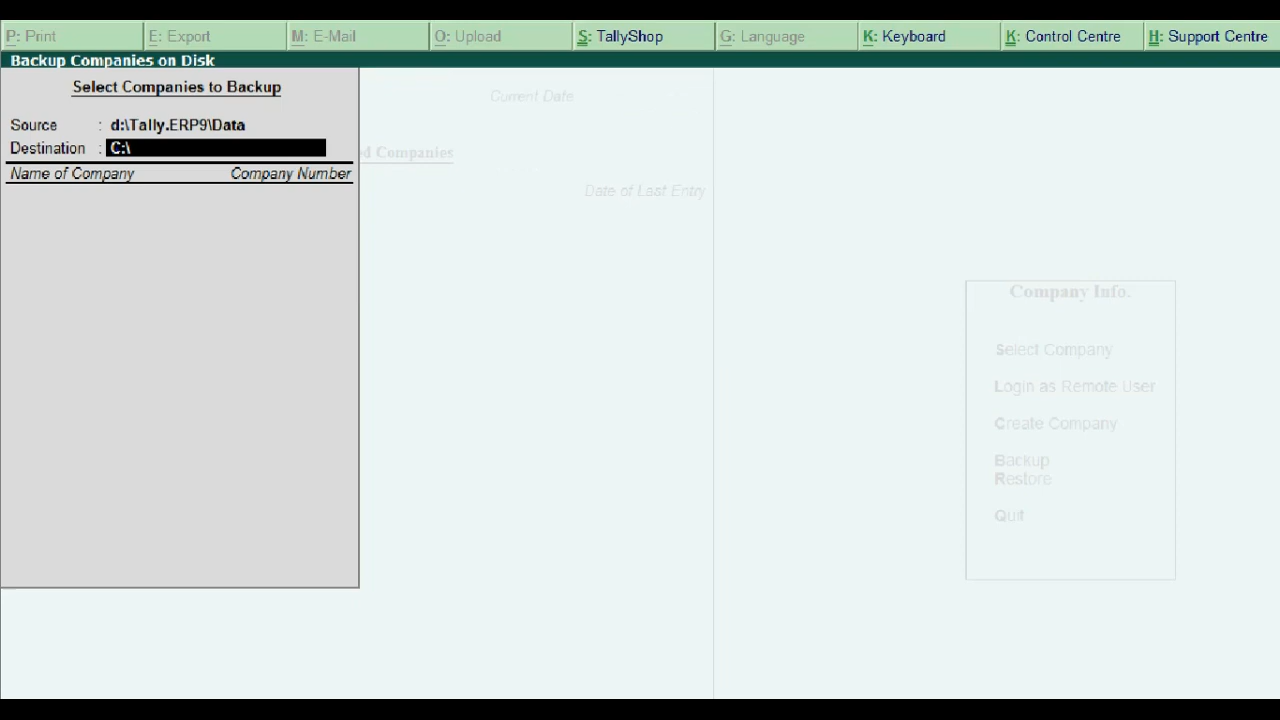 P: Print E: Export M: E-Mail O: Upload S: TallyShop G: Language K: Keyboard K: Control Centre H: Support Centre
Backup Companies on Disk
Select Companies to Backup
Current Date
Source : d:\Tally.ERP9\Data
Destination : C:\
d Companies
Name of Company Company Number
Date of Last Entry
Company Info.
Select Company
Login as Remote User
Create Company
Backup
Restore
Quit